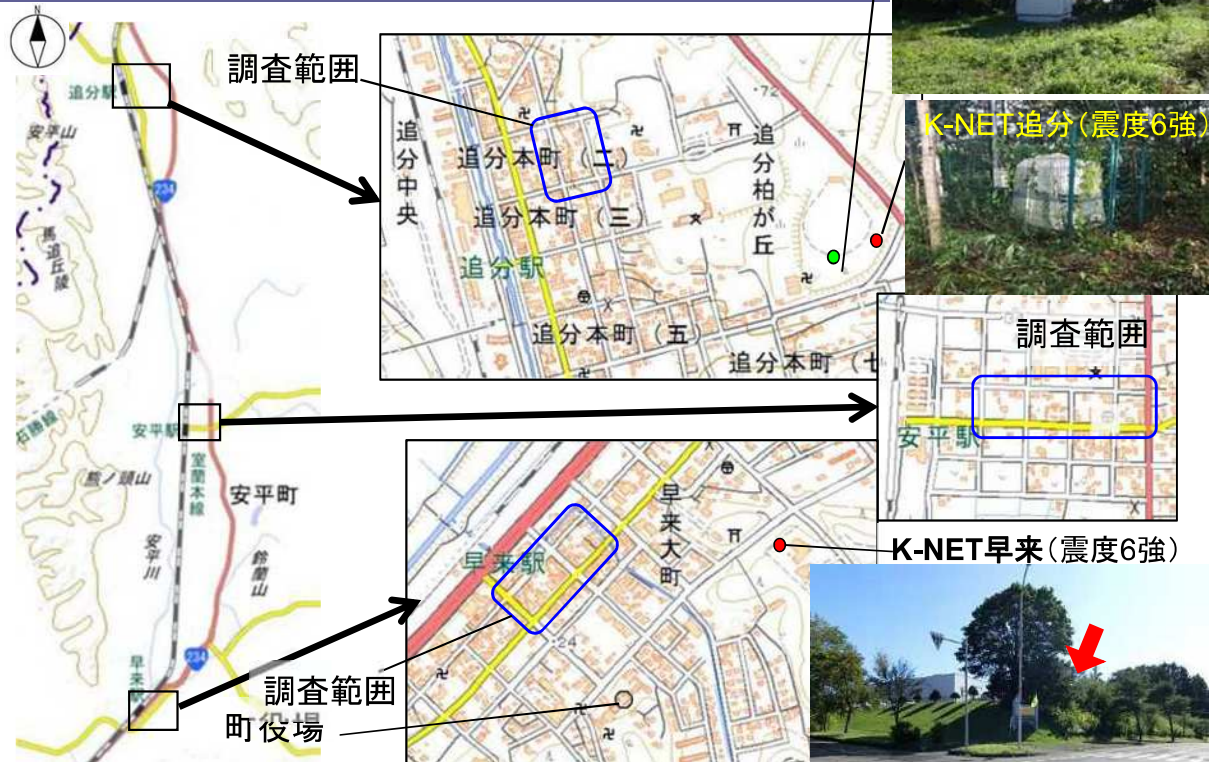 N
調査範囲
K-NET追分(震度6強)
追分駅
安平山
234
馬追丘陵
石勝線
安平駅
熊ノ頭山
室蘭本線
安平町
安平川
鈴蘭山
早来駅
234
追分中央
追分本町(二)
追分本町(三)
追分駅
追分柏が丘
・72
追分本町(五)
追分本町(七
調査範囲
安平駅
早来駅
早来大町
・24
K-NET早来(震度6強)
調査範囲
町役場